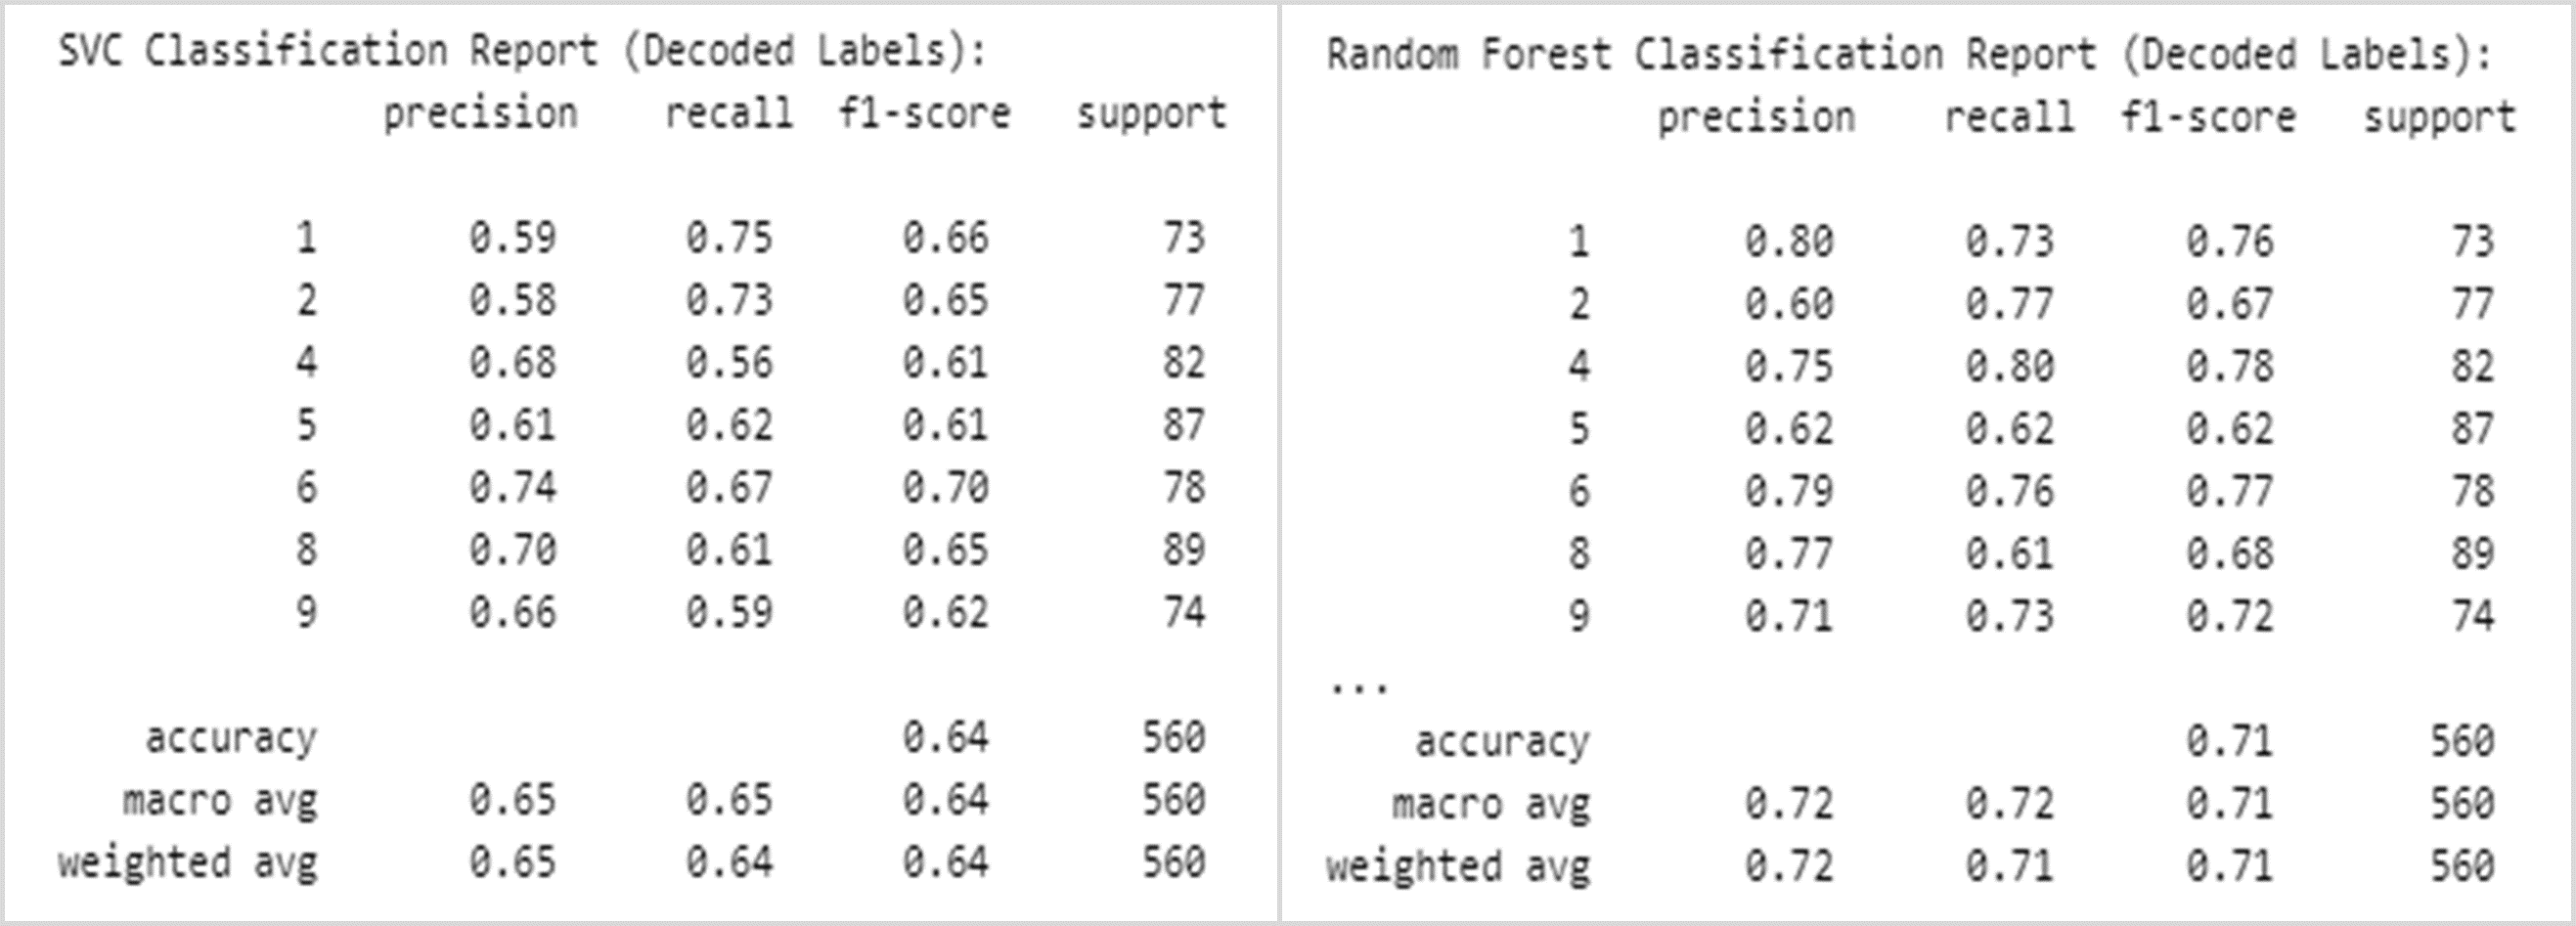 SVC Classification Report (Decoded Labels):
precision recall f1-score support
1 0.59 0.75 0.66 73
2 0.58 0.73 0.65 77
4 0.68 0.56 0.61 82
5 0.61 0.62 0.61 87
6 0.74 0.67 0.70 78
8 0.70 0.61 0.65 89
9 0.66 0.59 0.62 74
accuracy 0.64 560
macro avg 0.65 0.65 0.64 560
weighted avg 0.65 0.64 0.64 560
Random Forest Classification Report (Decoded Labels):
precision recall f1-score support
1 0.80 0.73 0.76 73
2 0.60 0.77 0.67 77
4 0.75 0.80 0.78 82
5 0.62 0.62 0.62 87
6 0.79 0.76 0.77 78
8 0.77 0.61 0.68 89
9 0.71 0.73 0.72 74
...
accuracy 0.71 560
macro avg 0.72 0.72 0.71 560
weighted avg 0.72 0.71 0.71 560